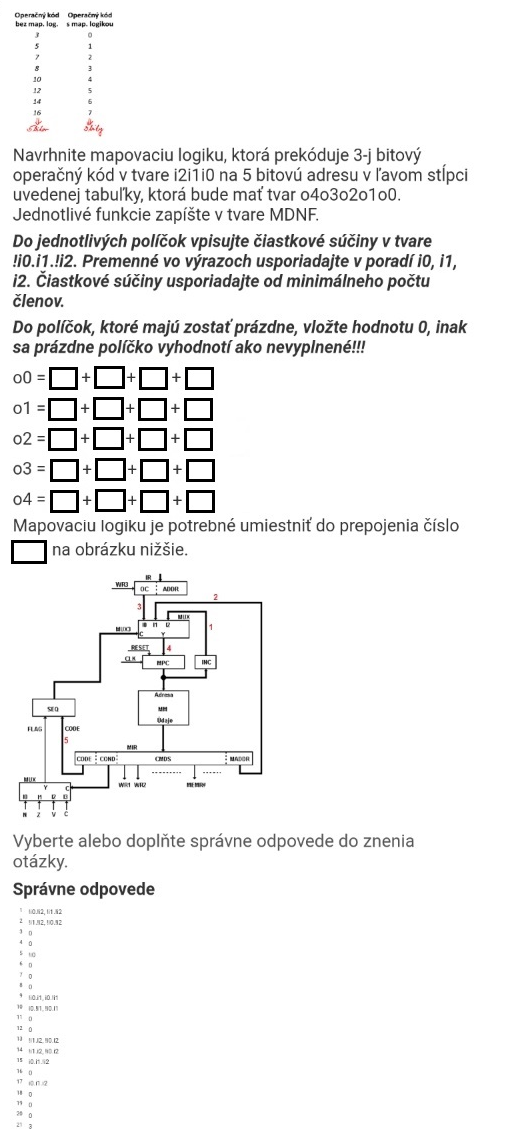 Operačný kód Operačný kód
bez map. log. s map. logikou
3 0
5 1
7 2
8 3
10 4
12 5
14 6
16 7
5 bitov 3 bity
Navrhnite mapovaciu logiku, ktorá prekóduje 3-j bitový
operačný kód v tvare i2i1i0 na 5 bitovú adresu v ľavom stĺpci
uvedenej tabuľky, ktorá bude mať tvar o4o3o2o1o0.
Jednotlivé funkcie zapíšte v tvare MDNF.
Do jednotlivých políčok vpisujte čiastkové súčiny v tvare
!i0.i1.!i2. Premenné vo výrazoch usporiadajte v poradí i0, i1,
i2. Čiastkové súčiny usporiadajte od minimálneho počtu
členov.
Do políčok, ktoré majú zostať prázdne, vložte hodnotu 0, inak
sa prázdne políčko vyhodnotí ako nevyplnené!!!
o0 = + + +
o1 = + + +
o2 = + + +
o3 = + + +
o4 = + + +
Mapovaciu logiku je potrebné umiestniť do prepojenia číslo
na obrázku nižšie.
IR
WR3 OC ADDR
2
3
I0 I1 I2 MUX
MUX3 C Y 1
RESET 4
CLK MPC INC
Adresa
SEQ MM
Údaje
FLAG CODE
5
MIR
CODE COND CMDS MADDR
MUX
Y C WR1 WR2 MEMRW
I0 I1 I2 I3
N Z V C
Vyberte alebo doplňte správne odpovede do znenia
otázky.
Správne odpovede
1 !i0.!i2, !i1.!i2
2 !i1.!i2, !i0.!i2
3 0
4 0
5 !i0
6 0
7 0
8 0
9 !i0.i1, i0.!i1
10 i0.!i1, !i0.i1
11 0
12 0
13 !i1.i2, !i0.i2
14 !i1.i2, !i0.i2
15 i0.i1.!i2
16 0
17 i0.i1.i2
18 0
19 0
20 0
21 3